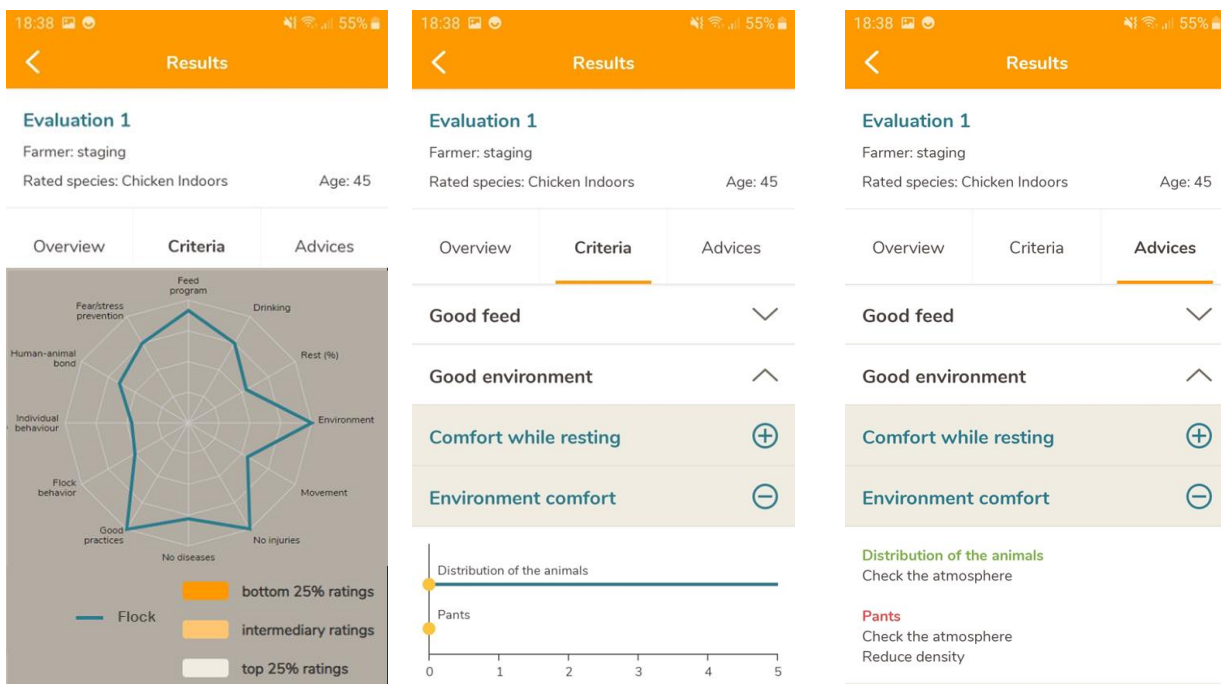 18:38
55%
Results
Evaluation 1
Farmer: staging
Rated species: Chicken Indoors
Age: 45
Overview
Criteria
Advices
Feed
program
Drinking
Rest (%)
Environment
Movement
No injuries
No diseases
Good
practices
Flock
behavior
Individual
behaviour
Human-animal
bond
Fear/stress
prevention
Flock
bottom 25% ratings
intermediary ratings
top 25% ratings
18:38
55%
Results
Evaluation 1
Farmer: staging
Rated species: Chicken Indoors
Age: 45
Overview
Criteria
Advices
Good feed
Good environment
Comfort while resting
Environment comfort
Distribution of the animals
Pants
0 1 2 3 4 5
18:38
55%
Results
Evaluation 1
Farmer: staging
Rated species: Chicken Indoors
Age: 45
Overview
Criteria
Advices
Good feed
Good environment
Comfort while resting
Environment comfort
Distribution of the animals
Check the atmosphere
Pants
Check the atmosphere
Reduce density